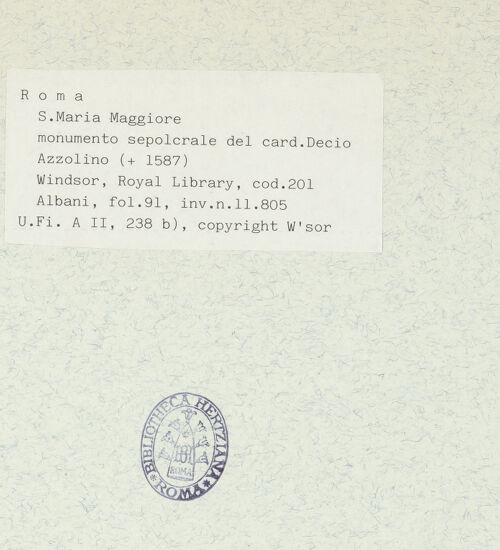 R o m a
S.Maria Maggiore
monumento sepolcrale del card.Decio
Azzolino (+ 1587)
Windsor, Royal Library, cod.201
Albani, fol.91, inv.n.11.805
U.Fi. A II, 238 b), copyright W'sor
BIBLIOTHECA HERTZIANA
ROMA
*ROMA*